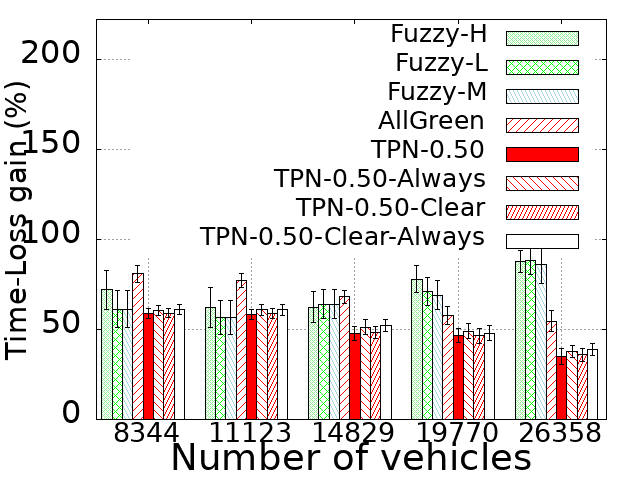 Time-Loss gain (%)
200
150
100
50
0
Fuzzy-H
Fuzzy-L
Fuzzy-M
AllGreen
TPN-0.50
TPN-0.50-Always
TPN-0.50-Clear
TPN-0.50-Clear-Always
8344 11123 14829 19770 26358
Number of vehicles